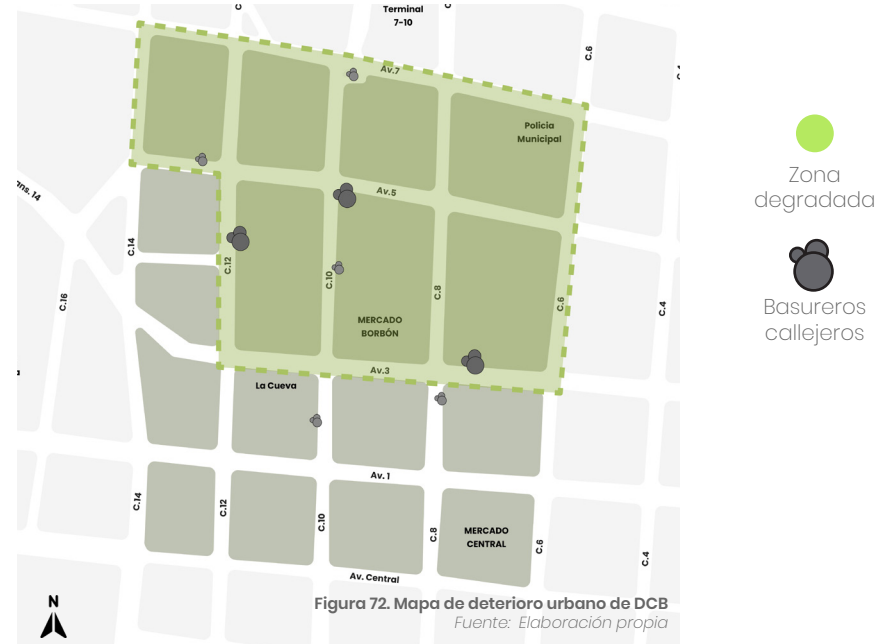 Terminal
7-10
C.6
Av.7
Policia
Municipal
Av.5
C.14
C.12
C.10
C.8
C.6
C.16
C.4
MERCADO
BORBÓN
Av.3
La Cueva
Av. 1
C.14
C.12
C.10
C.8
MERCADO
CENTRAL
C.6
C.4
Av. Central
N
Figura 72. Mapa de deterioro urbano de DCB
Fuente: Elaboración propia
Zona
degradada
Basureros
callejeros